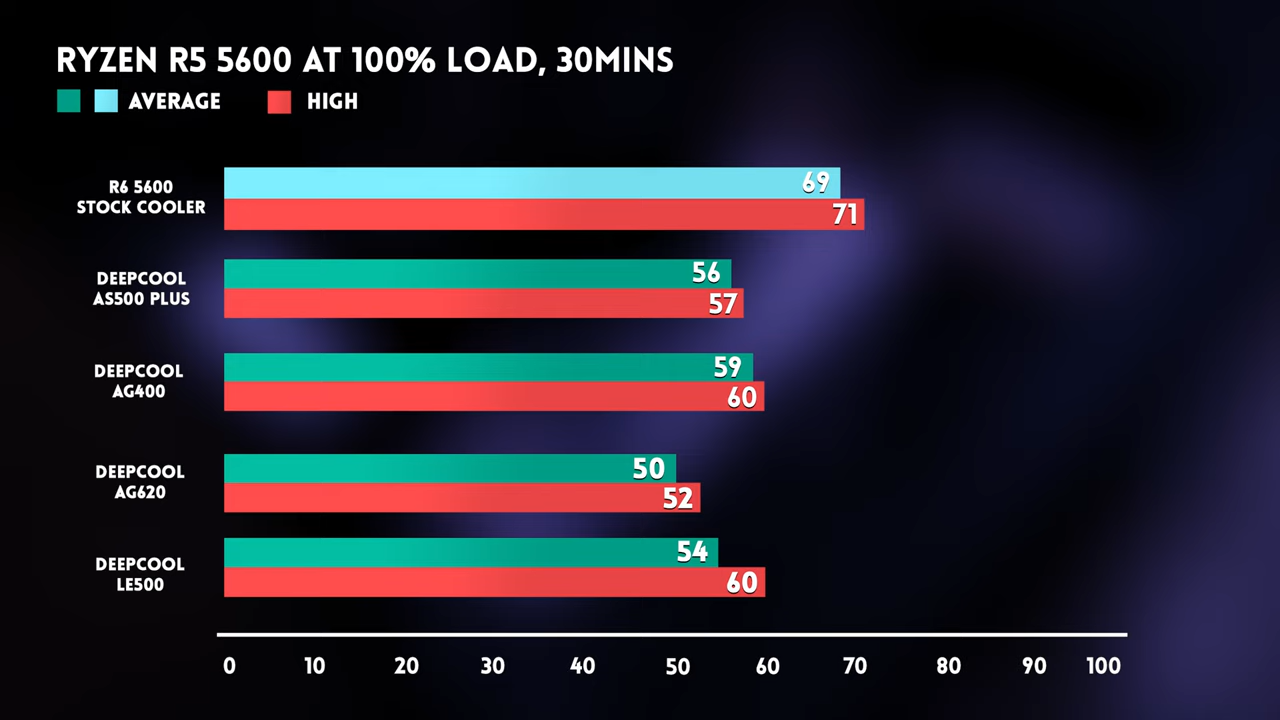 RYZEN R5 5600 AT 100% LOAD, 30MINS
AVERAGE HIGH
R6 5600
STOCK COOLER
69
71
DEEPCOOL
AS500 PLUS
56
57
DEEPCOOL
AG400
59
60
DEEPCOOL
AG620
50
52
DEEPCOOL
LE500
54
60
0 10 20 30 40 50 60 70 80 90 100